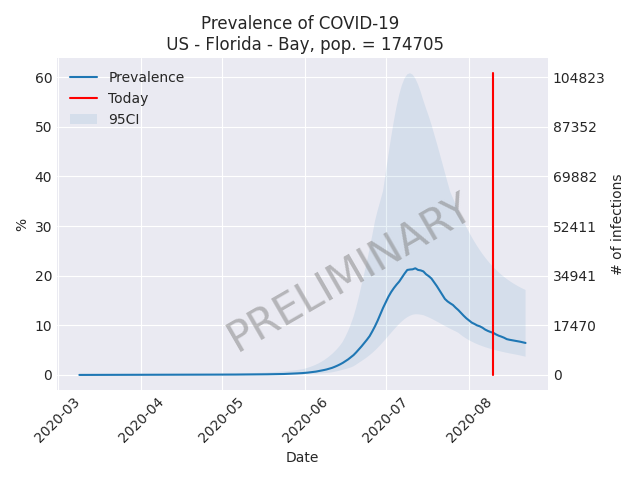 Prevalence of COVID-19
US - Florida - Bay, pop. = 174705
Prevalence
Today
95CI
60
50
40
30
20
10
0
%
104823
87352
69882
52411
34941
17470
0
# of infections
PRELIMINARY
2020-03
2020-04
2020-05
2020-06
2020-07
2020-08
Date